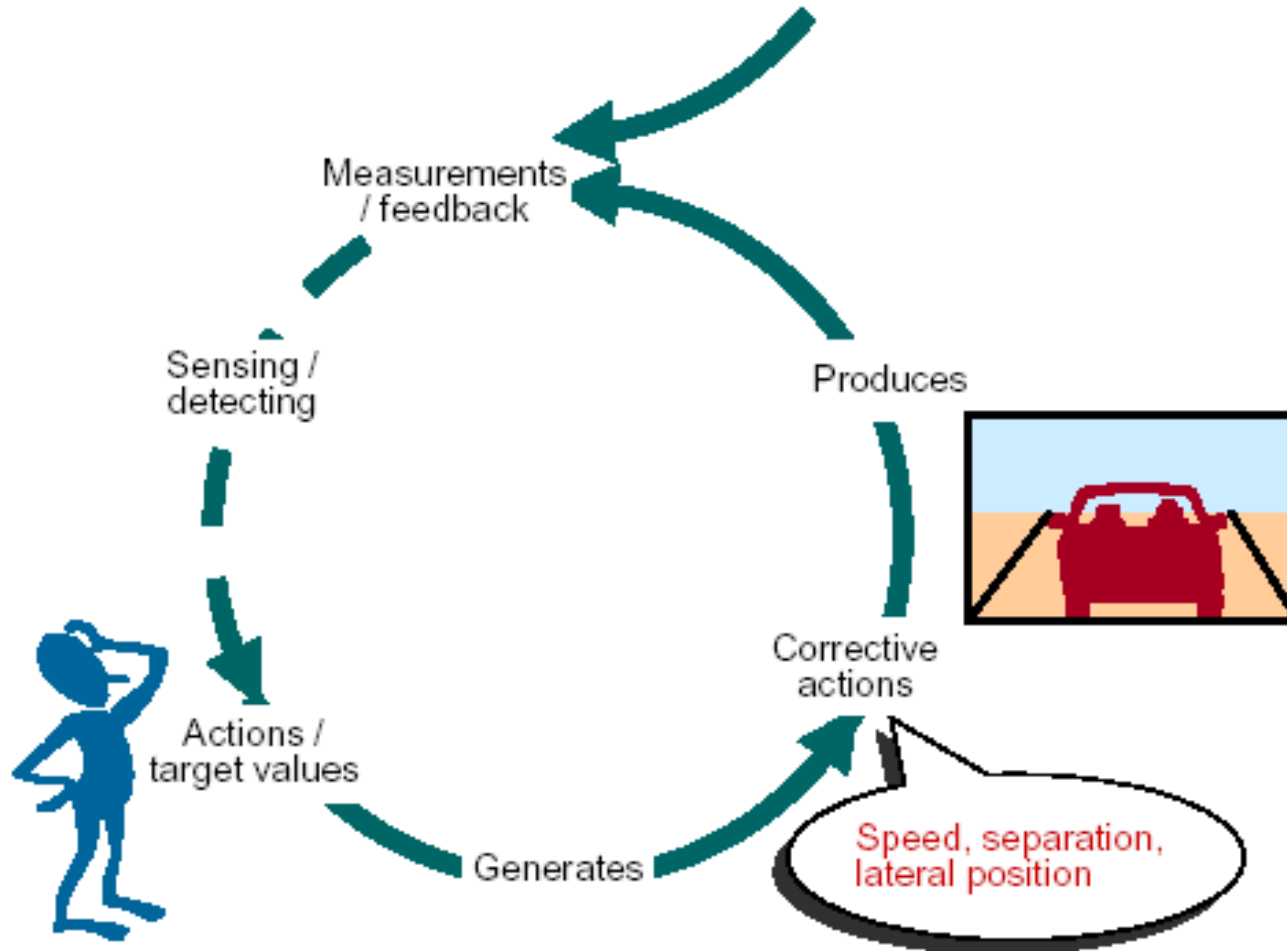 Measurements
/ feedback
Sensing /
detecting
Produces
Corrective
actions
Actions /
target values
Generates
Speed, separation,
lateral position